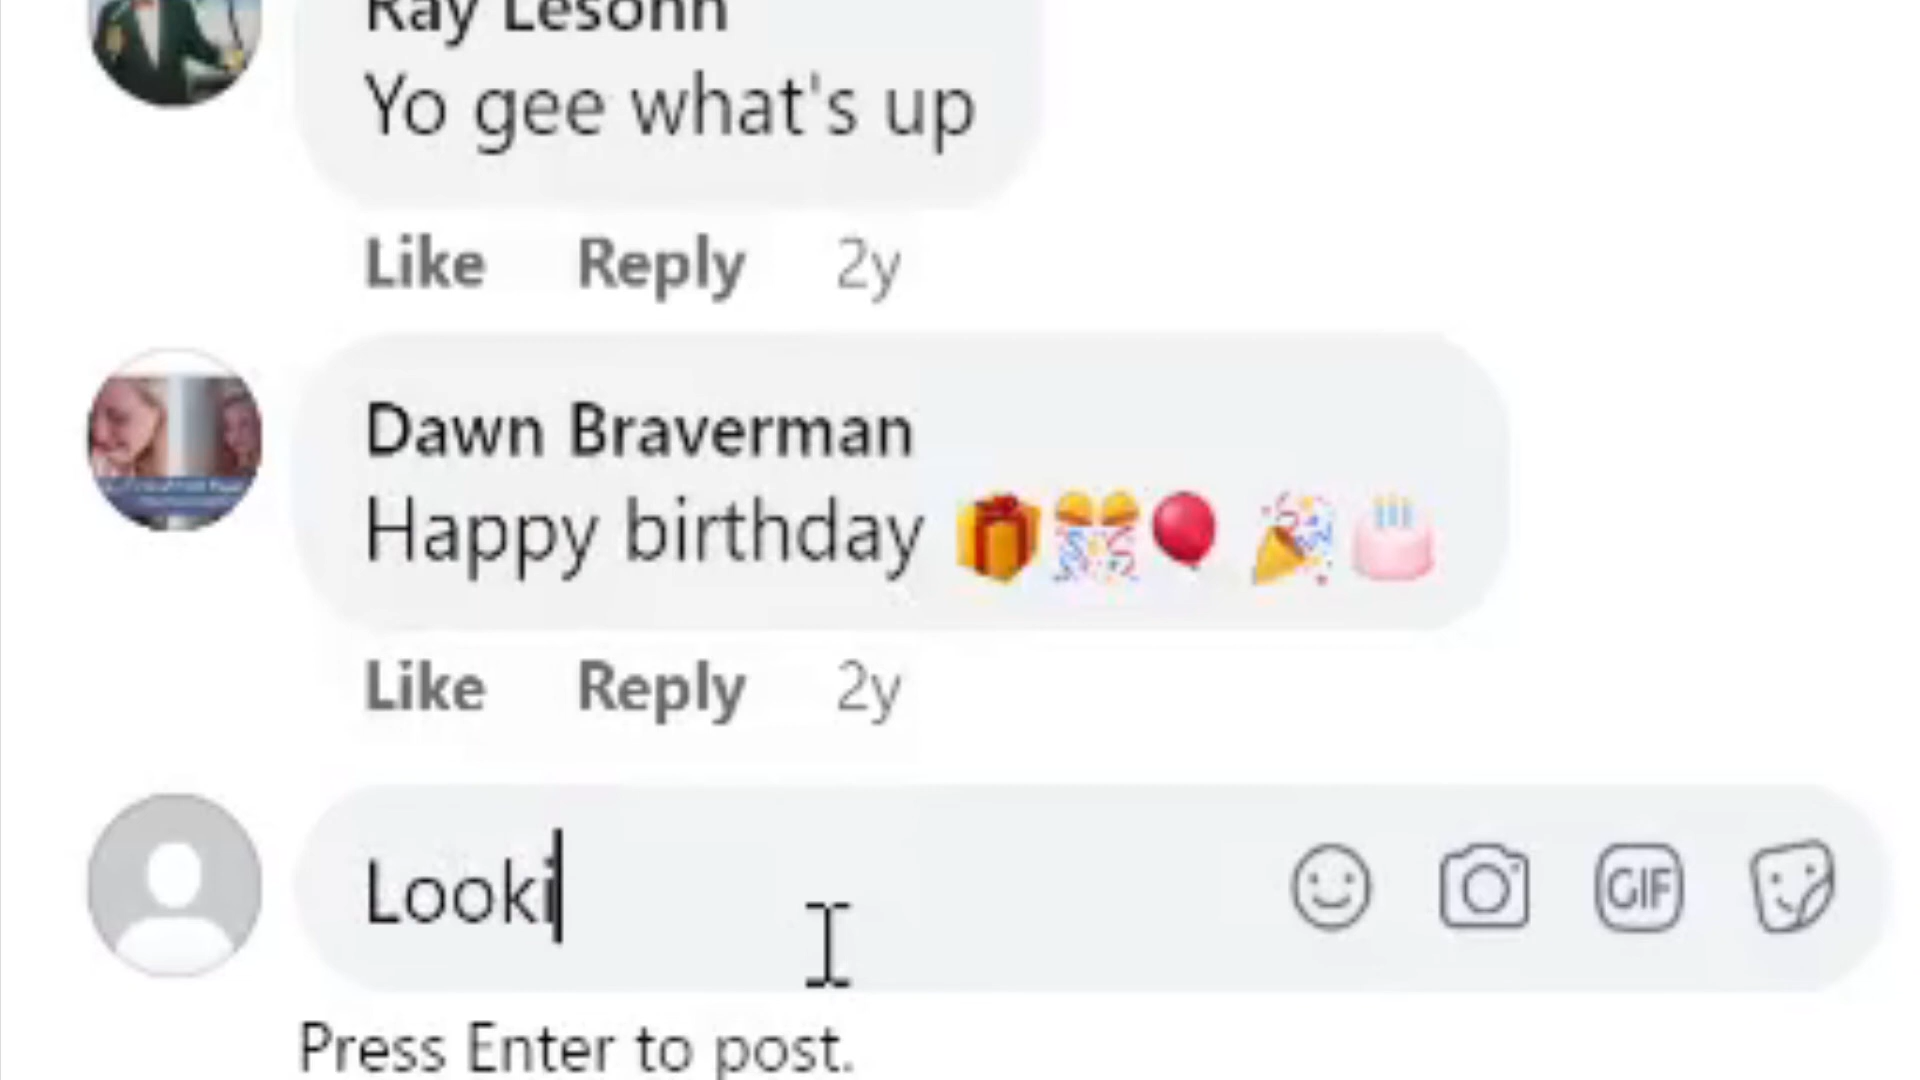 Ray Lesonn
Yo gee what's up
Like Reply 2y
Dawn Braverman
Happy birthday 🎁🎊🎈 🎉🎂
Like Reply 2y
Looki
GIF
Press Enter to post.